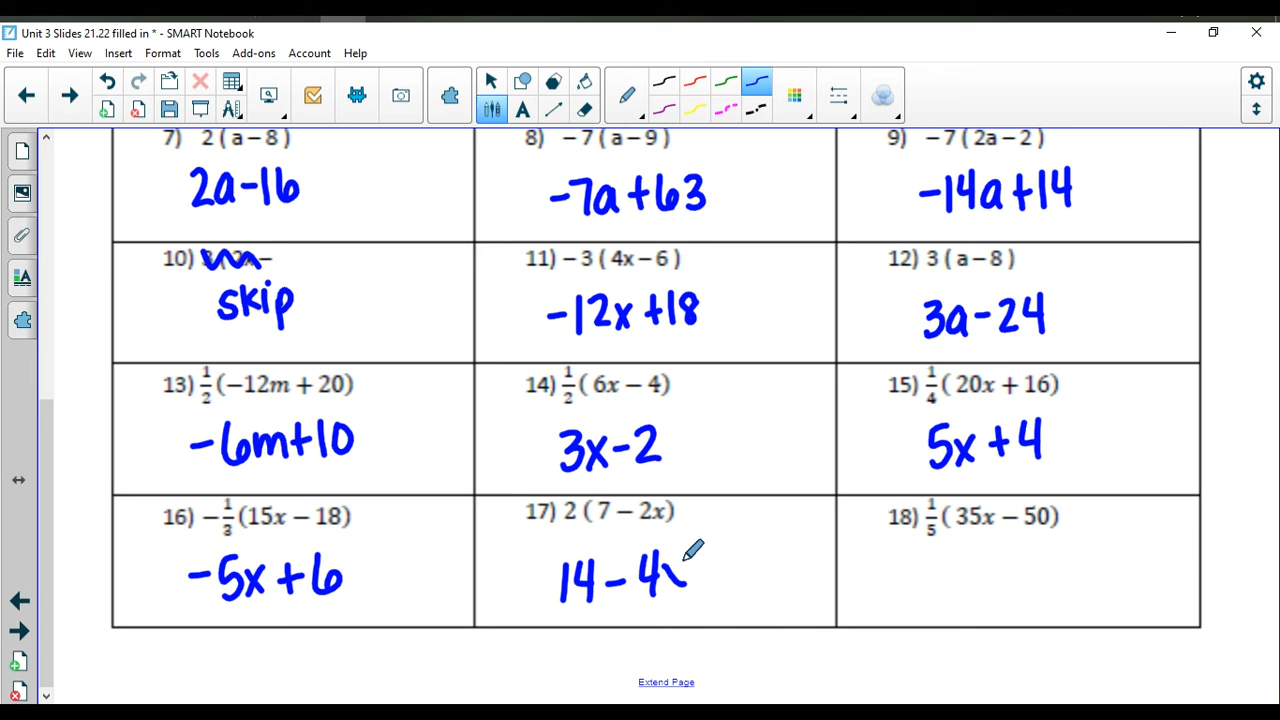 Unit 3 Slides 21.22 filled in * - SMART Notebook
File Edit View Insert Format Tools Add-ons Account Help
7) 2 ( a – 8 )
8) – 7 ( a – 9 )
9) – 7 ( 2a – 2 )
2a-16
-7a+63
-14a+14
10) 3 ( 2x –
11) – 3 ( 4x – 6 )
12) 3 ( a – 8 )
skip
-12x+18
3a-24
13) 1/2 (−12m + 20)
14) 1/2 ( 6x − 4)
15) 1/4 ( 20x + 16)
-6m+10
3x-2
5x+4
16) −1/3 (15x − 18)
17) 2 ( 7 − 2x)
18) 1/5 ( 35x − 50)
-5x+6
14-4
Extend Page